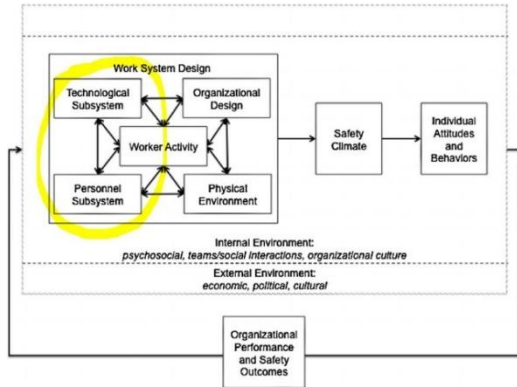 Work System Design
Technological
Subsystem
Organizational
Design
Worker Activity
Personnel
Subsystem
Physical
Environment
Safety
Climate
Individual
Attitudes
and
Behaviors
Internal Environment:
psychosocial, teams/social interactions, organizational culture
External Environment:
economic, political, cultural
Organizational
Performance
and Safety
Outcomes